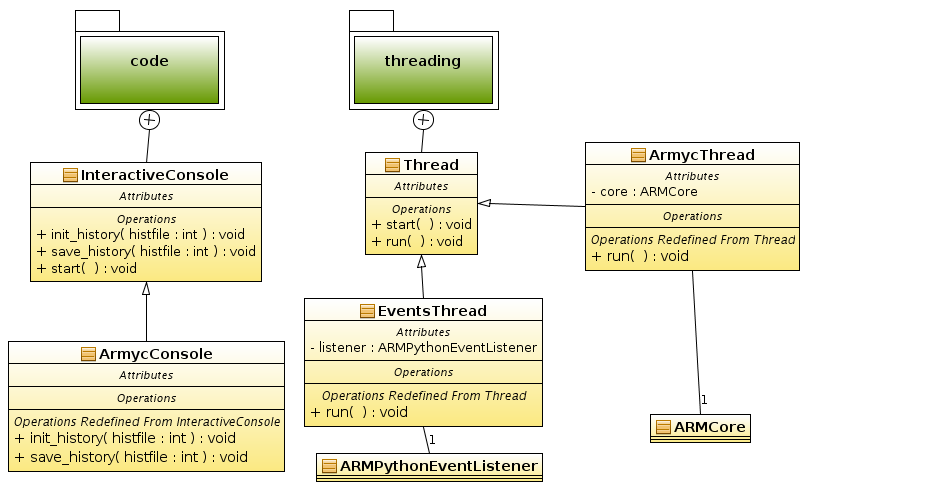 code
threading
InteractiveConsole
Attributes
Operations
+ init_history( histfile : int ) : void
+ save_history( histfile : int ) : void
+ start(  ) : void
Thread
Attributes
Operations
+ start(  ) : void
+ run(  ) : void
ArmycThread
Attributes
- core : ARMCore
Operations
Operations Redefined From Thread
+ run(  ) : void
ArmycConsole
Attributes
Operations
Operations Redefined From InteractiveConsole
+ init_history( histfile : int ) : void
+ save_history( histfile : int ) : void
EventsThread
Attributes
- listener : ARMPythonEventListener
Operations
Operations Redefined From Thread
+ run(  ) : void
1
ARMPythonEventListener
1
ARMCore